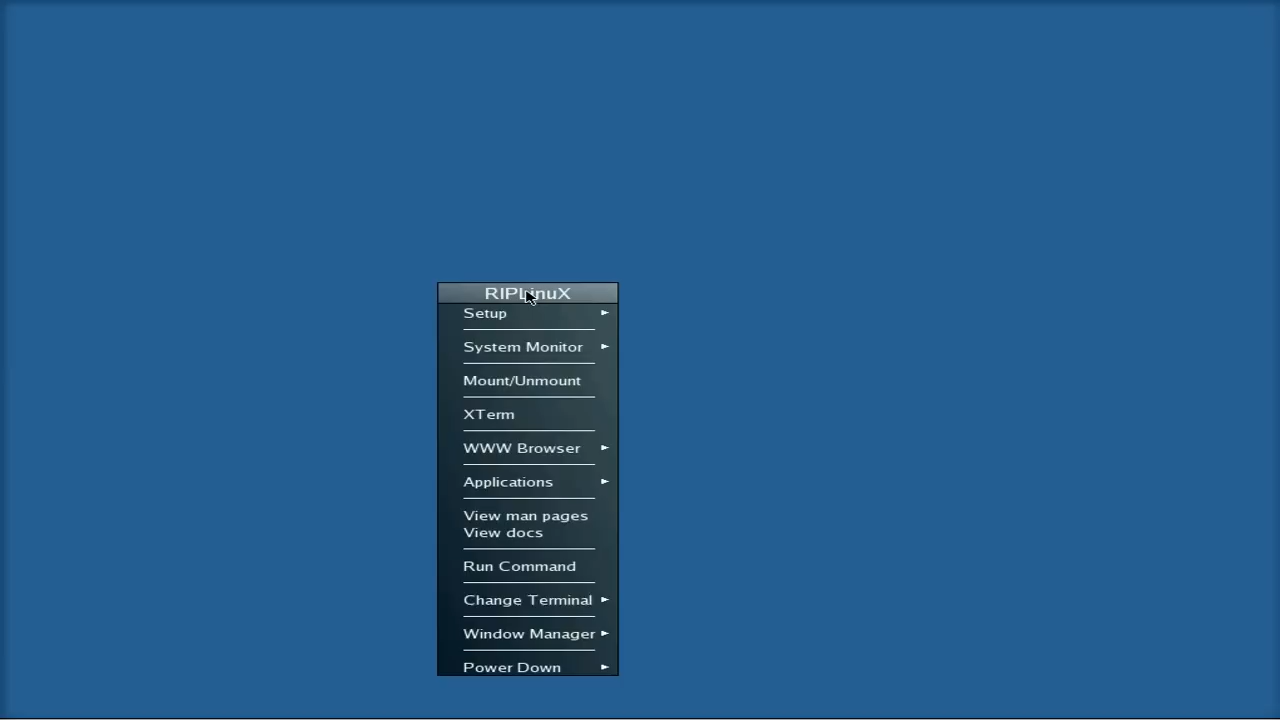 RIPLinuX
Setup
System Monitor
Mount/Unmount
XTerm
WWW Browser
Applications
View man pages
View docs
Run Command
Change Terminal
Window Manager
Power Down